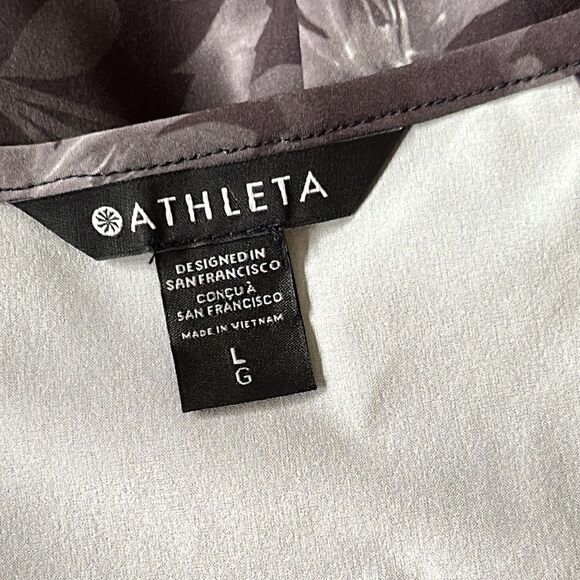 ATHLETA
DESIGNED IN
SAN FRANCISCO
CONÇU À
SAN FRANCISCO
MADE IN VIETNAM
L
G